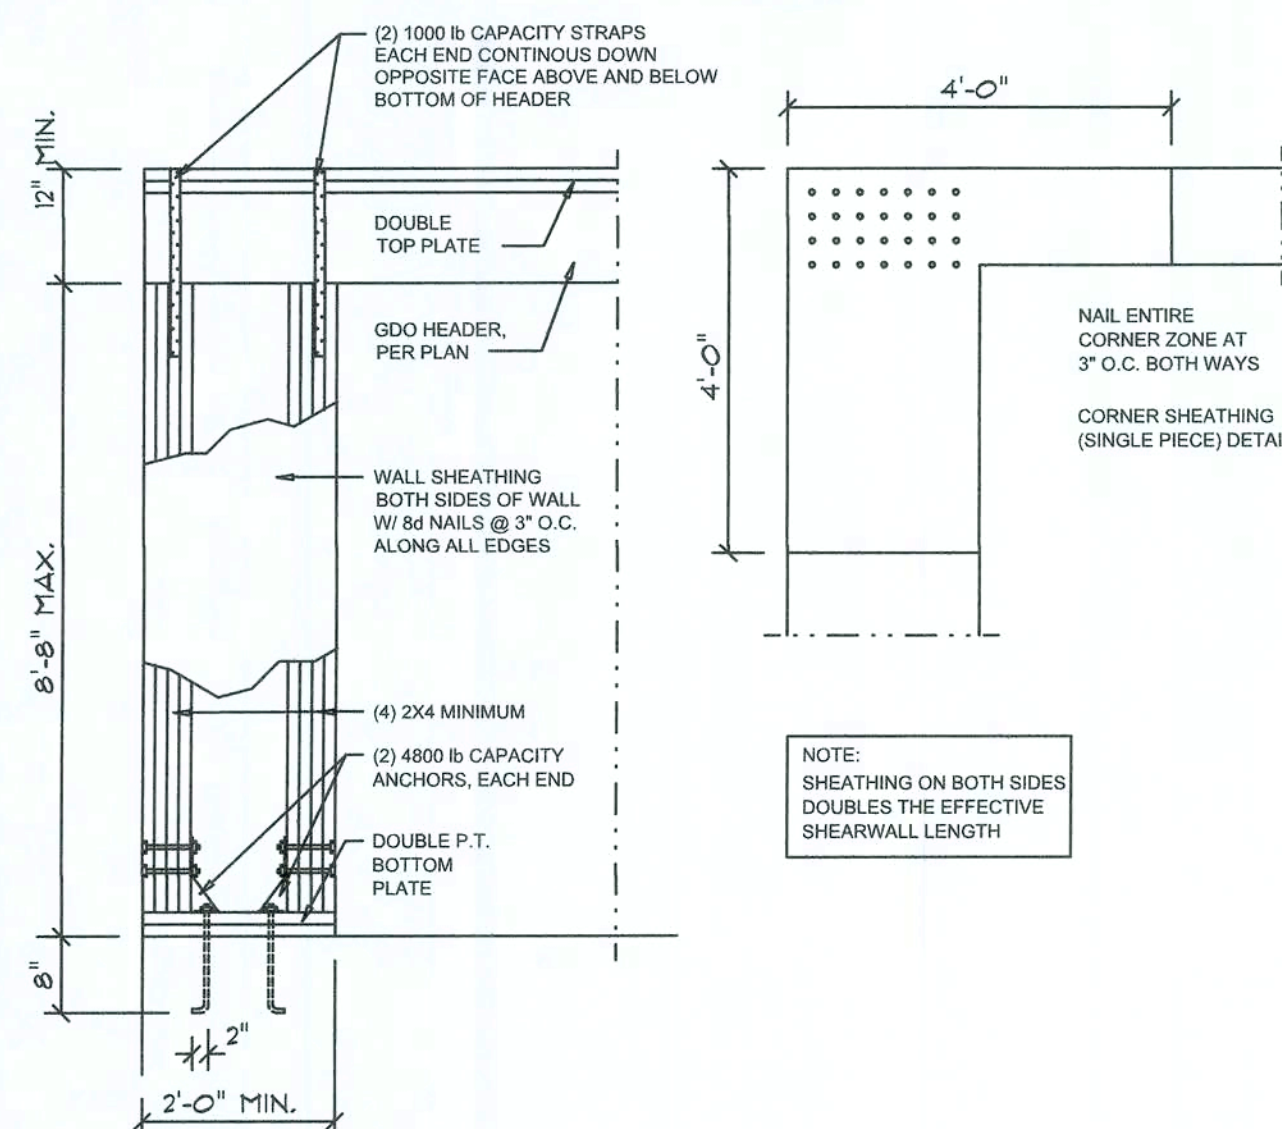 (2) 1000 lb CAPACITY STRAPS
EACH END CONTINOUS DOWN
OPPOSITE FACE ABOVE AND BELOW
BOTTOM OF HEADER
12" MIN.
DOUBLE
TOP PLATE
GDO HEADER,
PER PLAN
WALL SHEATHING
BOTH SIDES OF WALL
W/ 8d NAILS @ 3" O.C.
ALONG ALL EDGES
8'-8" MAX.
(4) 2X4 MINIMUM
(2) 4800 lb CAPACITY
ANCHORS, EACH END
DOUBLE P.T.
BOTTOM
PLATE
8"
2"
2'-0" MIN.
4'-0"
4'-0"
NAIL ENTIRE
CORNER ZONE AT
3" O.C. BOTH WAYS
CORNER SHEATHING
(SINGLE PIECE) DETAI
NOTE:
SHEATHING ON BOTH SIDES
DOUBLES THE EFFECTIVE
SHEARWALL LENGTH